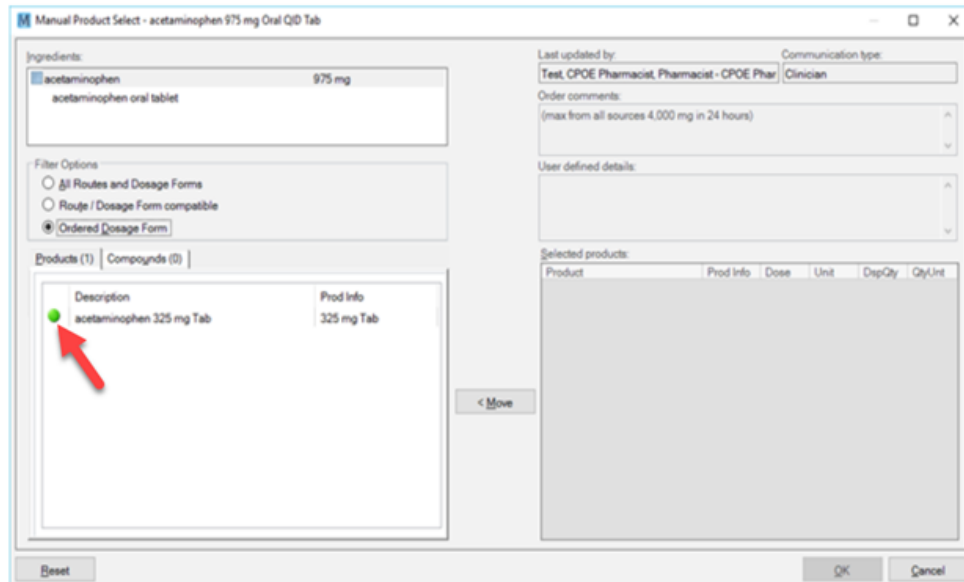 Manual Product Select - acetaminophen 975 mg Oral QID Tab
Ingredients:
acetaminophen 975 mg
acetaminophen oral tablet
Filter Options
All Routes and Dosage Forms
Route / Dosage Form compatible
Ordered Dosage Form
Products (1) Compounds (0)
Description Prod Info
acetaminophen 325 mg Tab 325 mg Tab
< Move
Last updated by: Communication type:
Test, CPOE Pharmacist, Pharmacist - CPOE Phar Clinician
Order comments:
(max from all sources 4,000 mg in 24 hours)
User defined details:
Selected products:
Product Prod Info Dose Unit DspQty QtyUnt
Reset OK Cancel